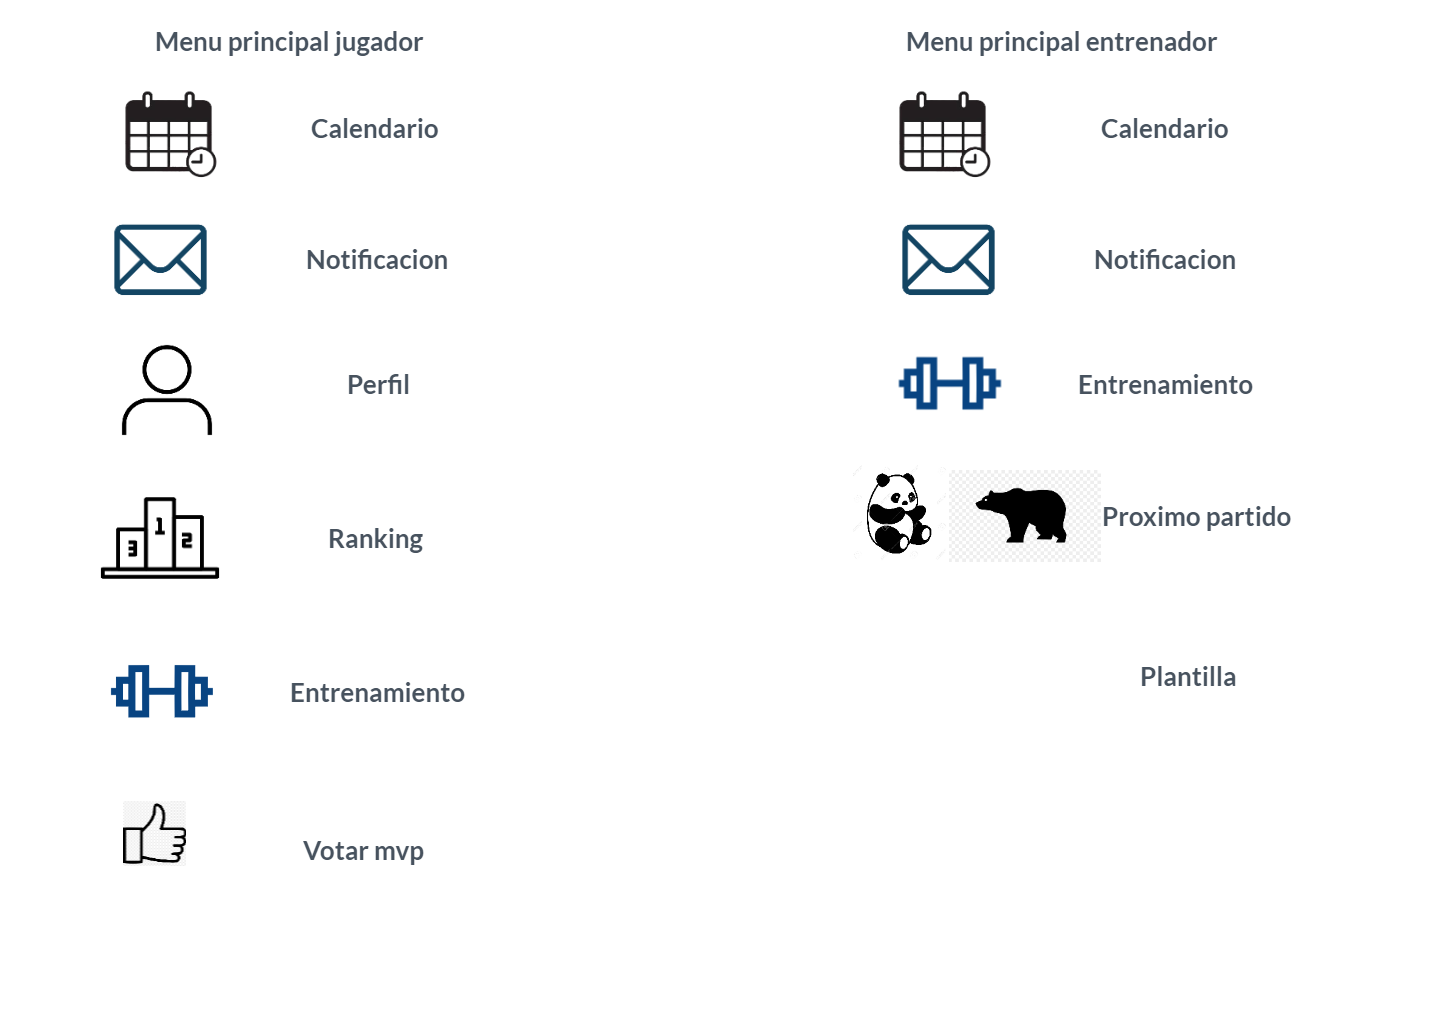 Menu principal jugador
Calendario
Notificacion
Perfil
1
3 2
Ranking
Entrenamiento
Votar mvp
Menu principal entrenador
Calendario
Notificacion
Entrenamiento
Proximo partido
Plantilla